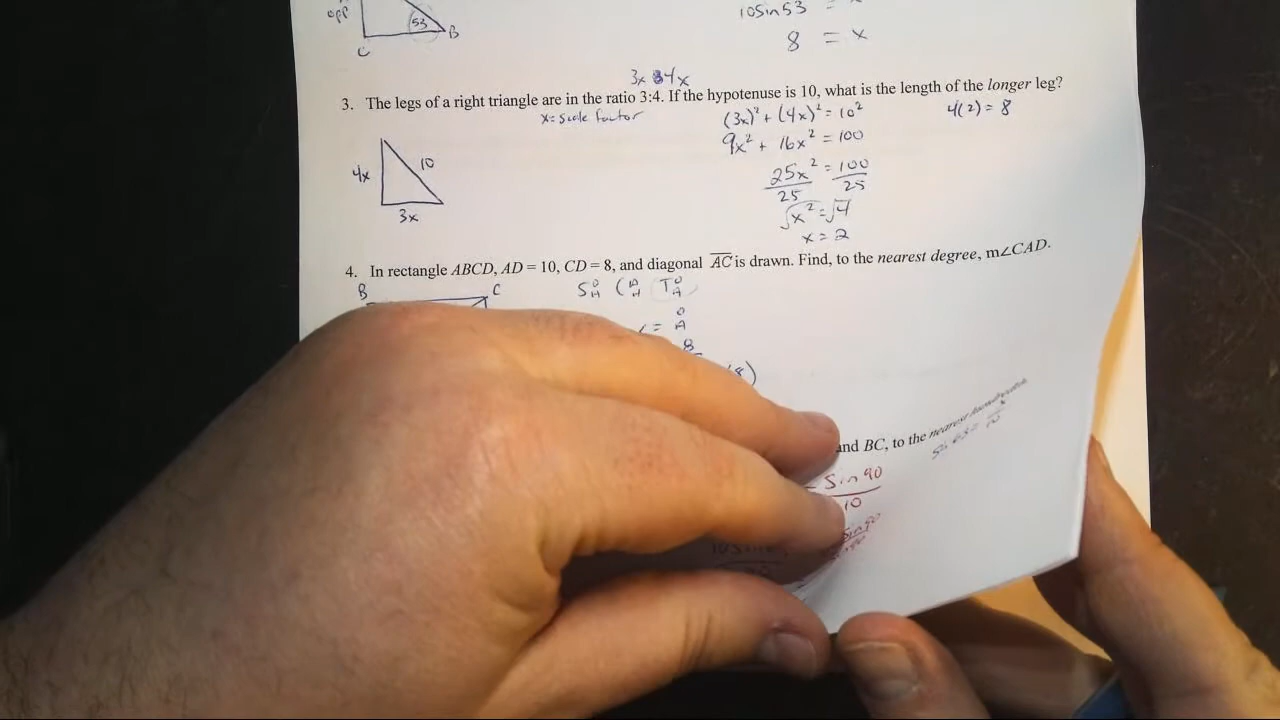 opp
53
B
C
10Sin53 =
8 = x
3x 84x
3. The legs of a right triangle are in the ratio 3:4. If the hypotenuse is 10, what is the length of the longer leg?
x = scale factor
(3x)² + (4x)² = 10²
4(2) = 8
9x² + 16x² = 100
25x² = 100
25 25
√x² = √4
x = 2
4x
10
3x
4. In rectangle ABCD, AD = 10, CD = 8, and diagonal AC is drawn. Find, to the nearest degree, m∠CAD.
B
C
S O/H C A/H T O/A
= O/A
8
and BC, to the nearest
Sin 90
10